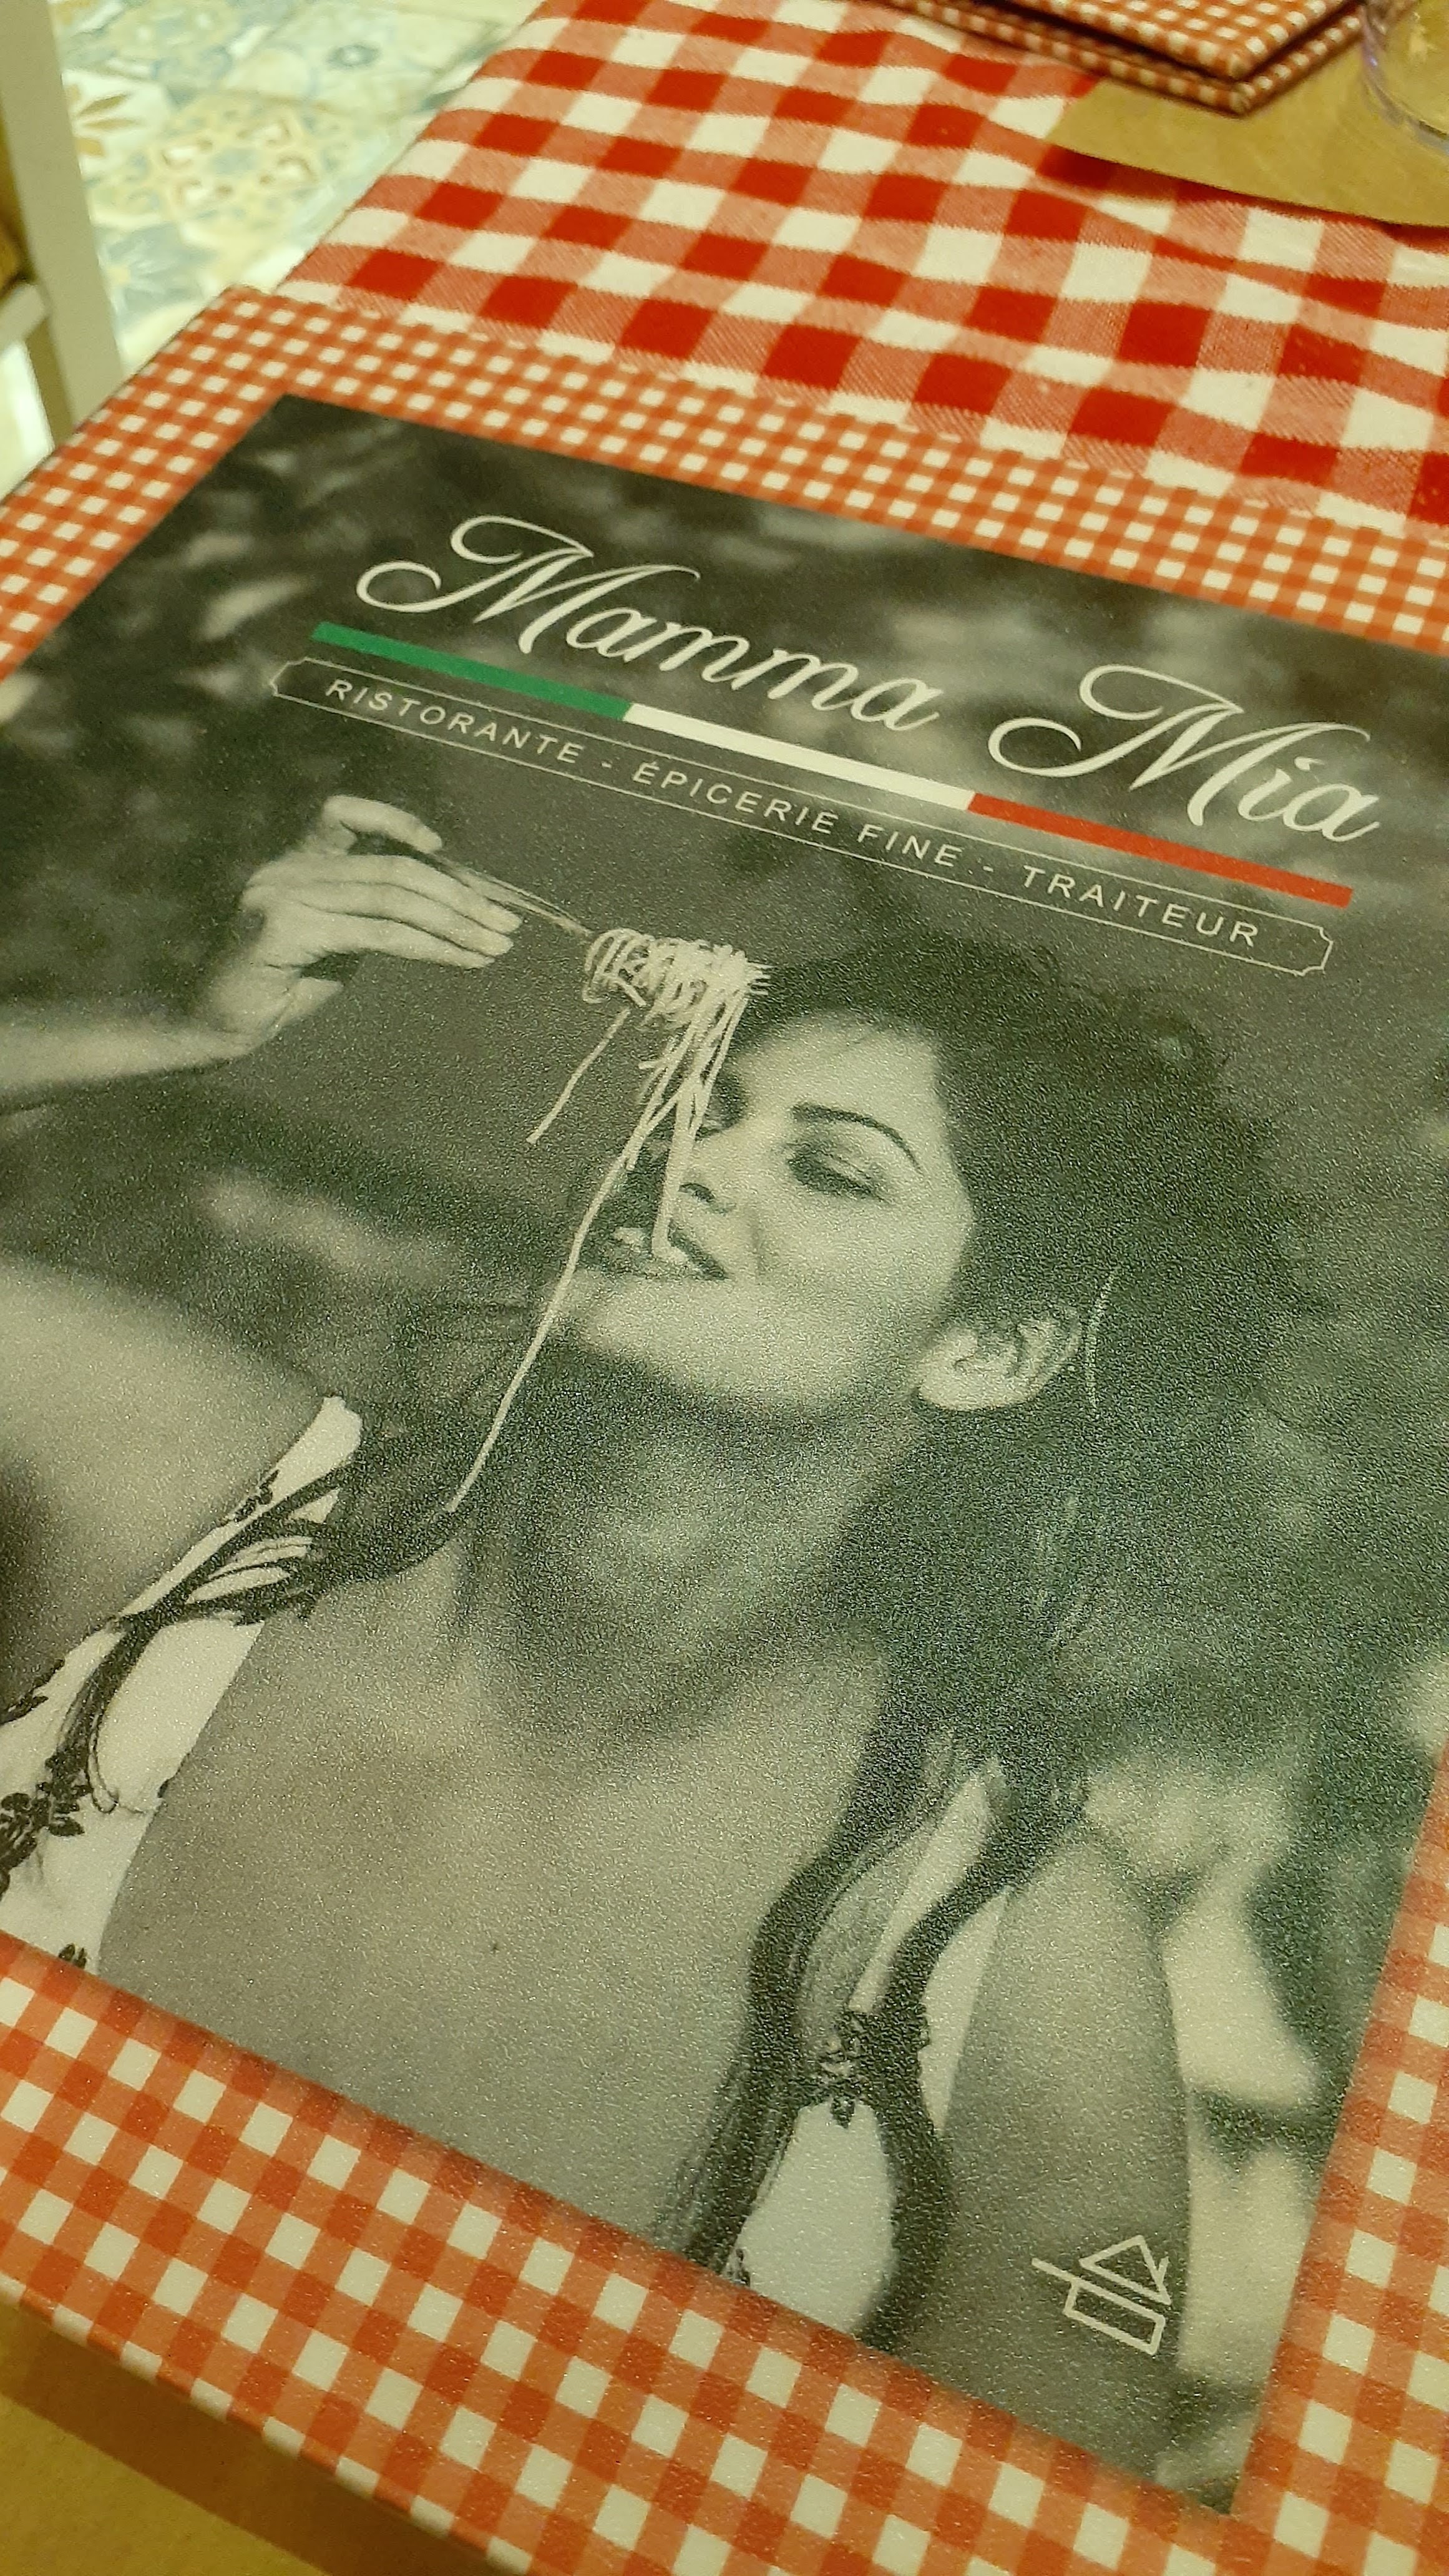 Mamma Mia
RISTORANTE - ÉPICERIE FINE - TRAITEUR